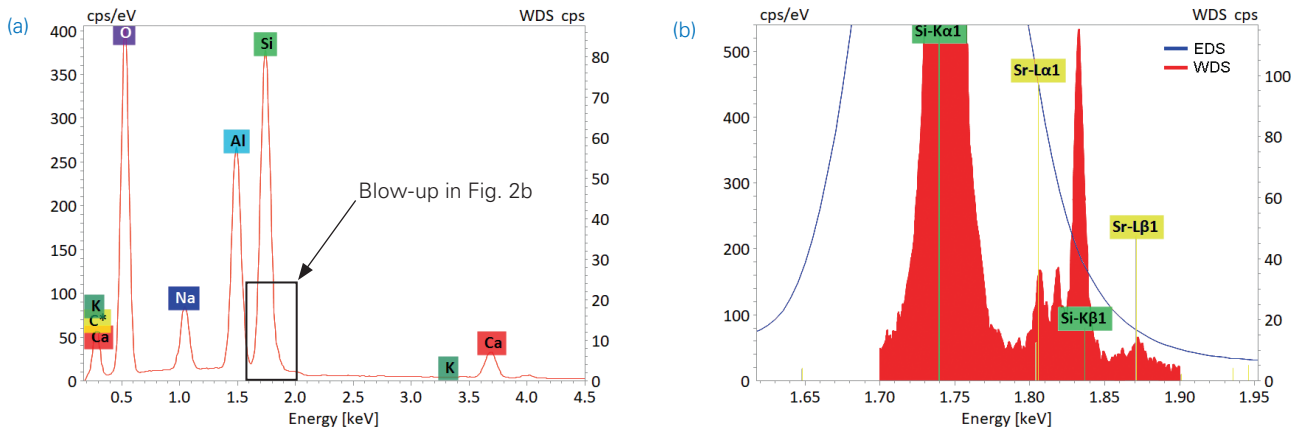 (a)
cps/eV
WDS cps
400
350
300
250
200
150
100
50
0
80
70
60
50
40
30
20
10
0
O
Si
Al
Na
K
C*
Ca
K
Ca
Blow-up in Fig. 2b
0.5 1.0 1.5 2.0 2.5 3.0 3.5 4.0 4.5
Energy [keV]
(b)
cps/eV
WDS cps
500
400
300
200
100
0
100
80
60
40
20
0
Si-Kα1
Sr-Lα1
Si-Kβ1
Sr-Lβ1
EDS
WDS
1.65 1.70 1.75 1.80 1.85 1.90 1.95
Energy [keV]